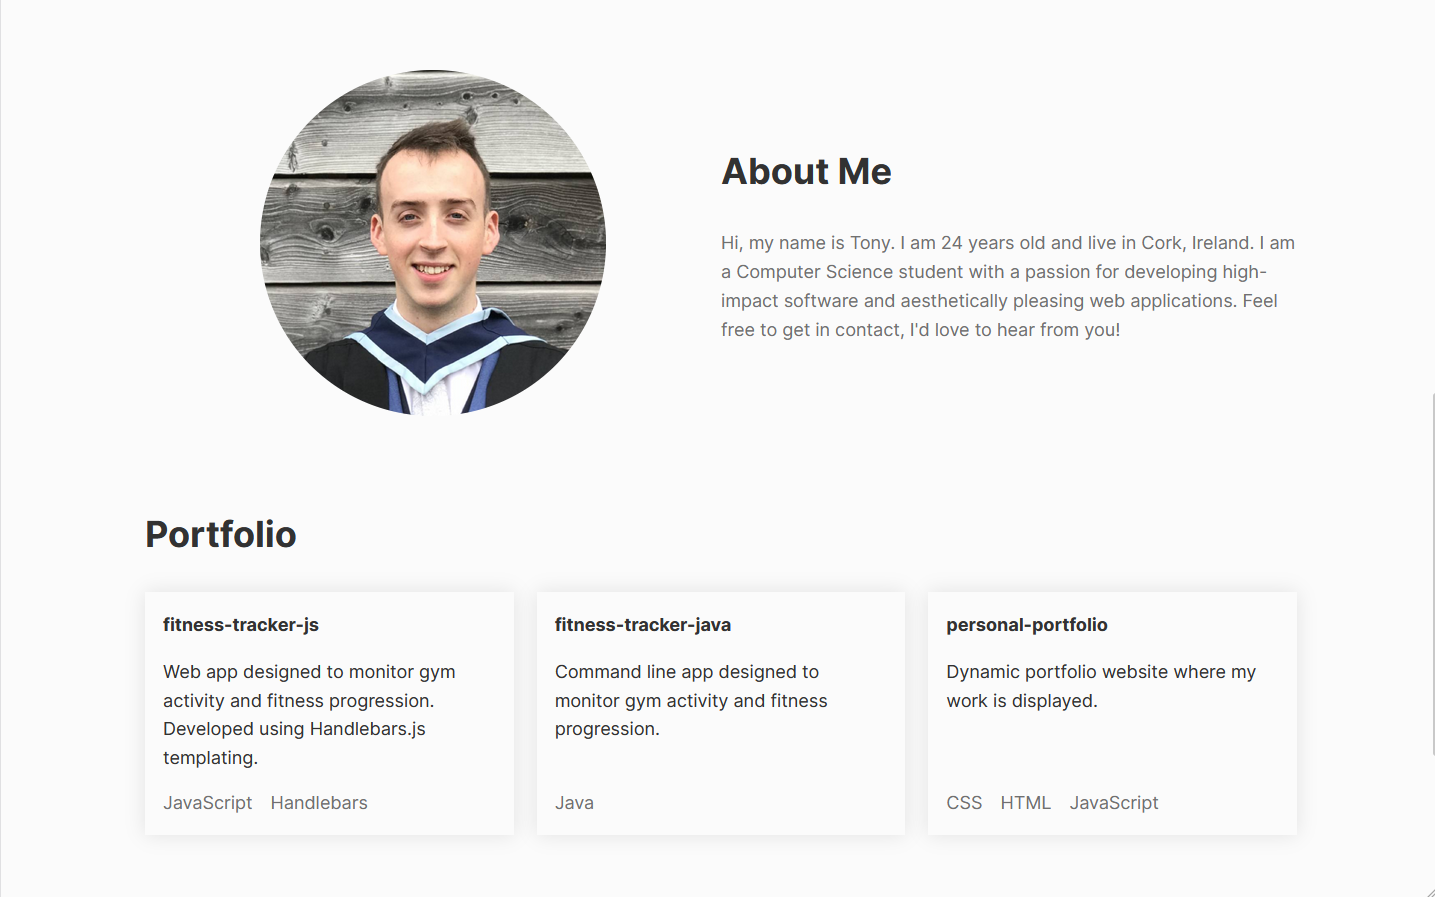 About Me
Hi, my name is Tony. I am 24 years old and live in Cork, Ireland. I am
a Computer Science student with a passion for developing high-
impact software and aesthetically pleasing web applications. Feel
free to get in contact, I'd love to hear from you!
Portfolio
fitness-tracker-js
Web app designed to monitor gym
activity and fitness progression.
Developed using Handlebars.js
templating.
JavaScript Handlebars
fitness-tracker-java
Command line app designed to
monitor gym activity and fitness
progression.
Java
personal-portfolio
Dynamic portfolio website where my
work is displayed.
CSS HTML JavaScript